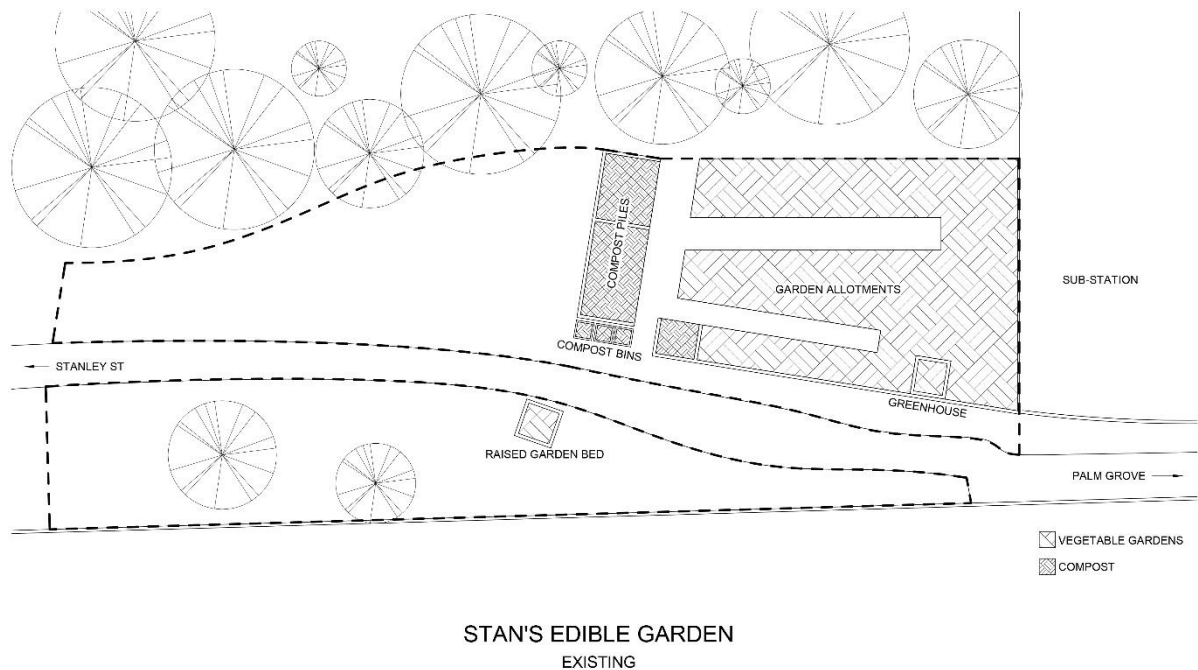 COMPOST PILES
SUB-STATION
GARDEN ALLOTMENTS
COMPOST BINS
STANLEY ST
GREENHOUSE
RAISED GARDEN BED
PALM GROVE
VEGETABLE GARDENS
COMPOST
STAN'S EDIBLE GARDEN
EXISTING